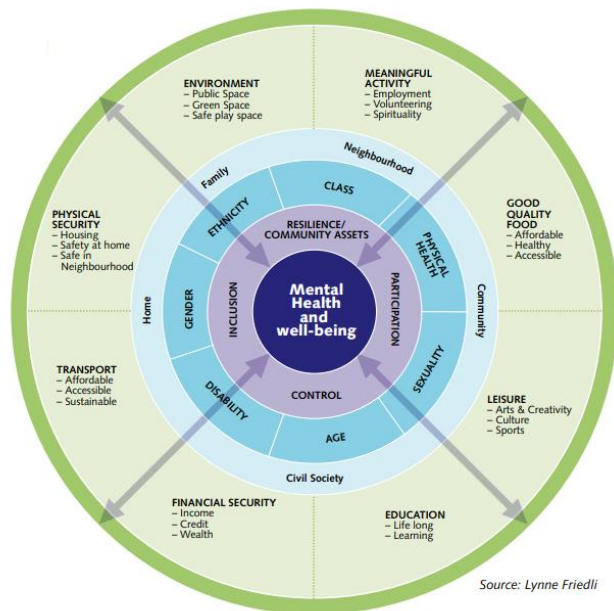 ENVIRONMENT
– Public Space
– Green Space
– Safe play space
MEANINGFUL
ACTIVITY
– Employment
– Volunteering
– Spirituality
PHYSICAL
SECURITY
– Housing
– Safety at home
– Safe in
Neighbourhood
GOOD
QUALITY
FOOD
– Affordable
– Healthy
– Accessible
TRANSPORT
– Affordable
– Accessible
– Sustainable
LEISURE
– Arts & Creativity
– Culture
– Sports
FINANCIAL SECURITY
– Income
– Credit
– Wealth
EDUCATION
– Life long
– Learning
Family
Neighbourhood
Home
Community
Civil Society
ETHNICITY
CLASS
PHYSICAL
HEALTH
GENDER
SEXUALITY
DISABILITY
AGE
RESILIENCE/
COMMUNITY ASSETS
INCLUSION
PARTICIPATION
CONTROL
Mental
Health
and
well-being
Source: Lynne Friedli